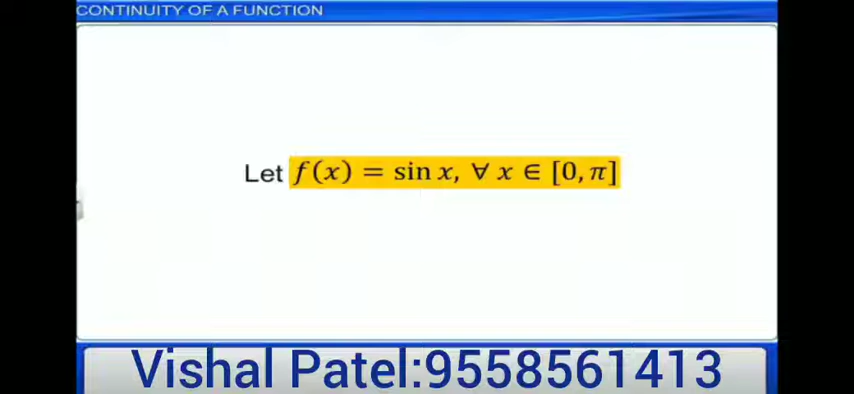 CONTINUITY OF A FUNCTION
Let f(x) = sin x, ∀ x ∈ [0, π]
Vishal Patel:9558561413